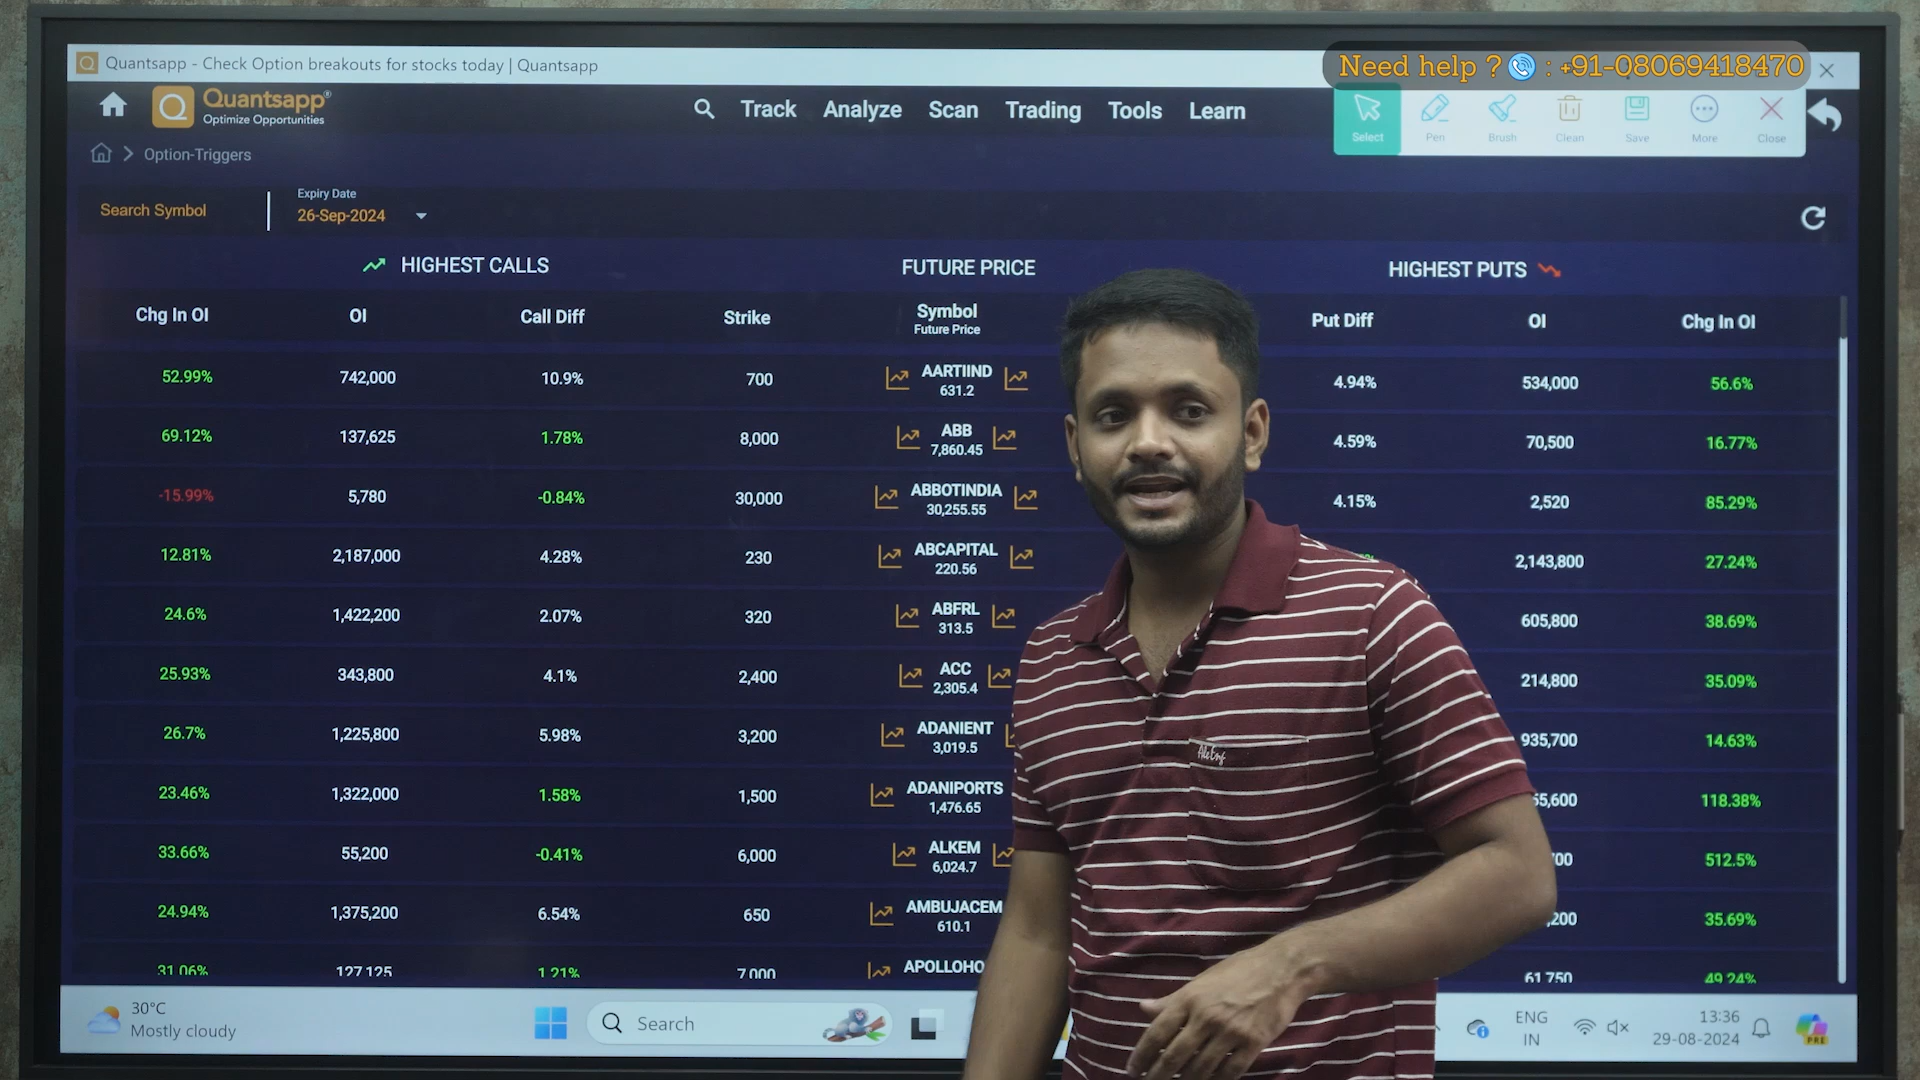 Quantsapp - Check Option breakouts for stocks today | Quantsapp
Need help ? : +91-08069418470
Quantsapp®
Optimize Opportunities
Track Analyze Scan Trading Tools Learn
Select Pen Brush Clean Save More Close
Option-Triggers
Search Symbol
Expiry Date
26-Sep-2024
HIGHEST CALLS FUTURE PRICE HIGHEST PUTS
Chg In OI OI Call Diff Strike Symbol Put Diff OI Chg In OI
Future Price
52.99% 742,000 10.9% 700 AARTIIND 4.94% 534,000 56.6%
631.2
69.12% 137,625 1.78% 8,000 ABB 4.59% 70,500 16.77%
7,860.45
-15.99% 5,780 -0.84% 30,000 ABBOTINDIA 4.15% 2,520 85.29%
30,255.55
12.81% 2,187,000 4.28% 230 ABCAPITAL 2,143,800 27.24%
220.56
24.6% 1,422,200 2.07% 320 ABFRL 605,800 38.69%
313.5
25.93% 343,800 4.1% 2,400 ACC 214,800 35.09%
2,305.4
26.7% 1,225,800 5.98% 3,200 ADANIENT 935,700 14.63%
3,019.5
23.46% 1,322,000 1.58% 1,500 ADANIPORTS 118.38%
1,476.65
33.66% 55,200 -0.41% 6,000 ALKEM 512.5%
6,024.7
24.94% 1,375,200 6.54% 650 AMBUJACEM 35.69%
610.1
31.06% 127,125 1.21% 7,000 APOLLOHO 61,750 49.24%
30°C
Mostly cloudy
Search
ENG
IN
13:36
29-08-2024
PRE